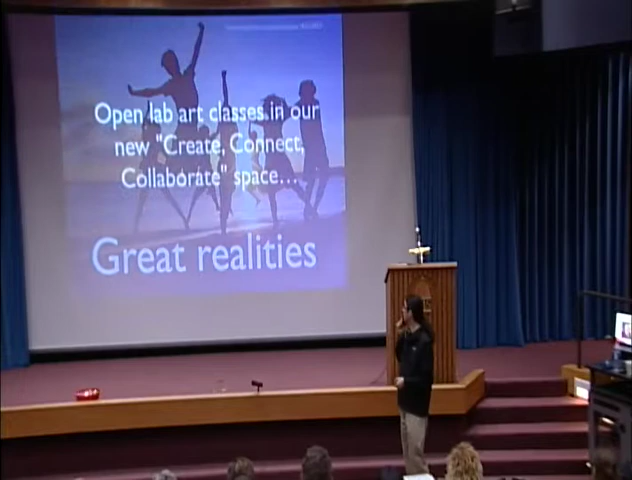 Open lab art classes in our
new "Create, Connect,
Collaborate" space...
Great realities